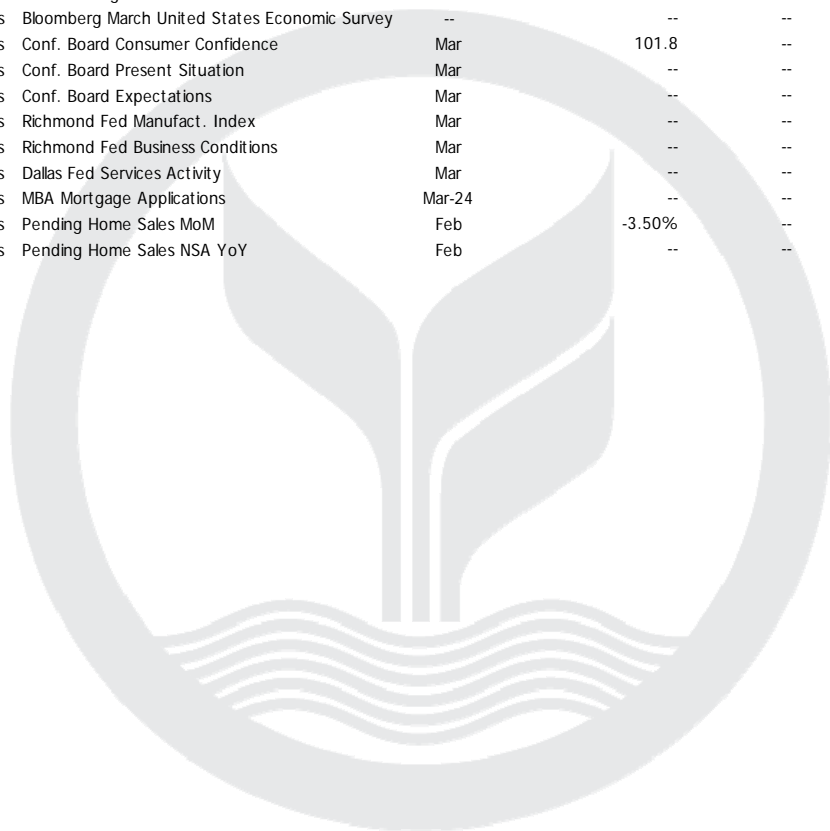 s Bloomberg March United States Economic Survey -- -- --
s Conf. Board Consumer Confidence Mar 101.8 --
s Conf. Board Present Situation Mar -- --
s Conf. Board Expectations Mar -- --
s Richmond Fed Manufact. Index Mar -- --
s Richmond Fed Business Conditions Mar -- --
s Dallas Fed Services Activity Mar -- --
s MBA Mortgage Applications Mar-24 -- --
s Pending Home Sales MoM Feb -3.50% --
s Pending Home Sales NSA YoY Feb -- --